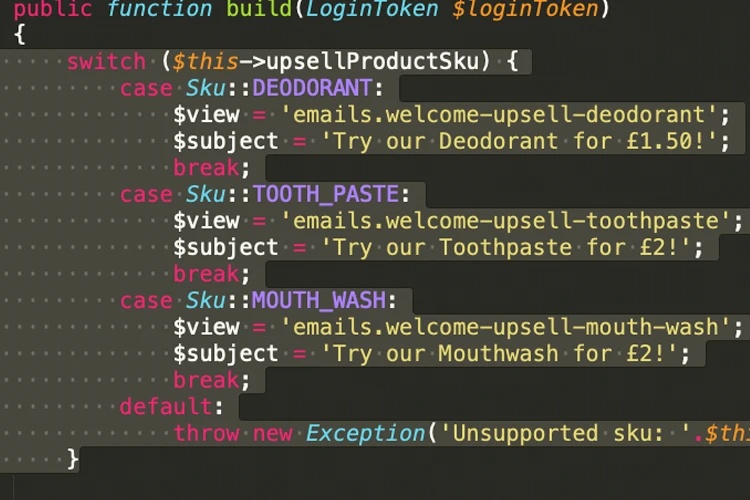 public function build(LoginToken $loginToken)
{
switch ($this->upsellProductSku) {
case Sku::DEODORANT:
$view = 'emails.welcome-upsell-deodorant';
$subject = 'Try our Deodorant for £1.50!';
break;
case Sku::TOOTH_PASTE:
$view = 'emails.welcome-upsell-toothpaste';
$subject = 'Try our Toothpaste for £2!';
break;
case Sku::MOUTH_WASH:
$view = 'emails.welcome-upsell-mouth-wash';
$subject = 'Try our Mouthwash for £2!';
break;
default:
throw new Exception('Unsupported sku: '.$thi
}